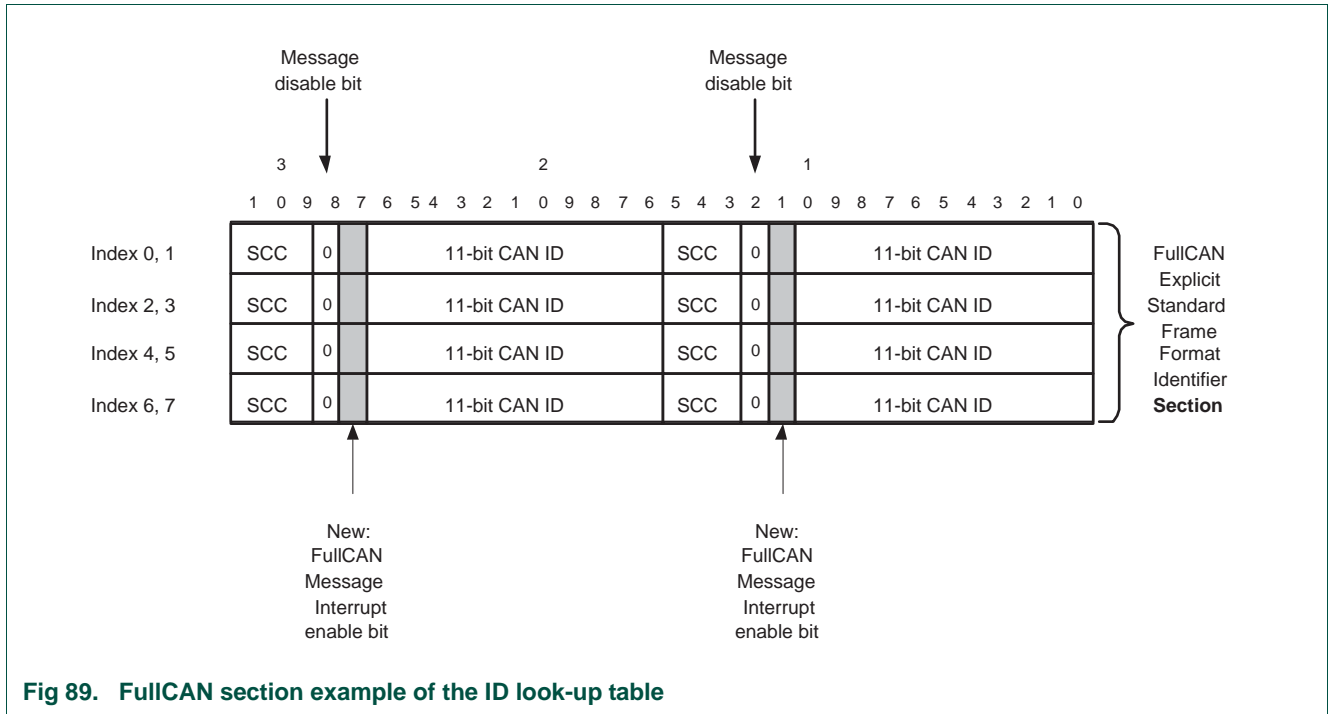 Message
disable bit
Message
disable bit
3 2 1
1 0 9 8 7 6 5 4 3 2 1 0 9 8 7 6 5 4 3 2 1 0 9 8 7 6 5 4 3 2 1 0
Index 0, 1 SCC 0 11-bit CAN ID SCC 0 11-bit CAN ID
Index 2, 3 SCC 0 11-bit CAN ID SCC 0 11-bit CAN ID
Index 4, 5 SCC 0 11-bit CAN ID SCC 0 11-bit CAN ID
Index 6, 7 SCC 0 11-bit CAN ID SCC 0 11-bit CAN ID
FullCAN
Explicit
Standard
Frame
Format
Identifier
Section
New:
FullCAN
Message
Interrupt
enable bit
New:
FullCAN
Message
Interrupt
enable bit
Fig 89. FullCAN section example of the ID look-up table